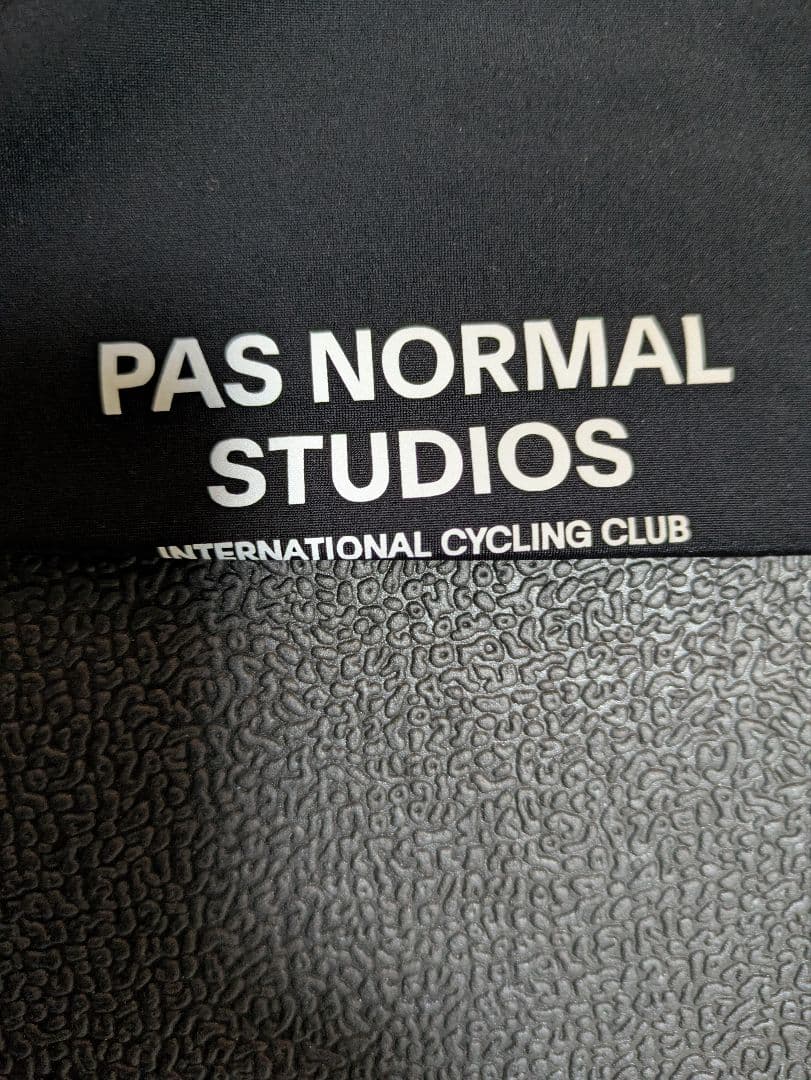 PAS NORMAL
STUDIOS
INTERNATIONAL CYCLING CLUB